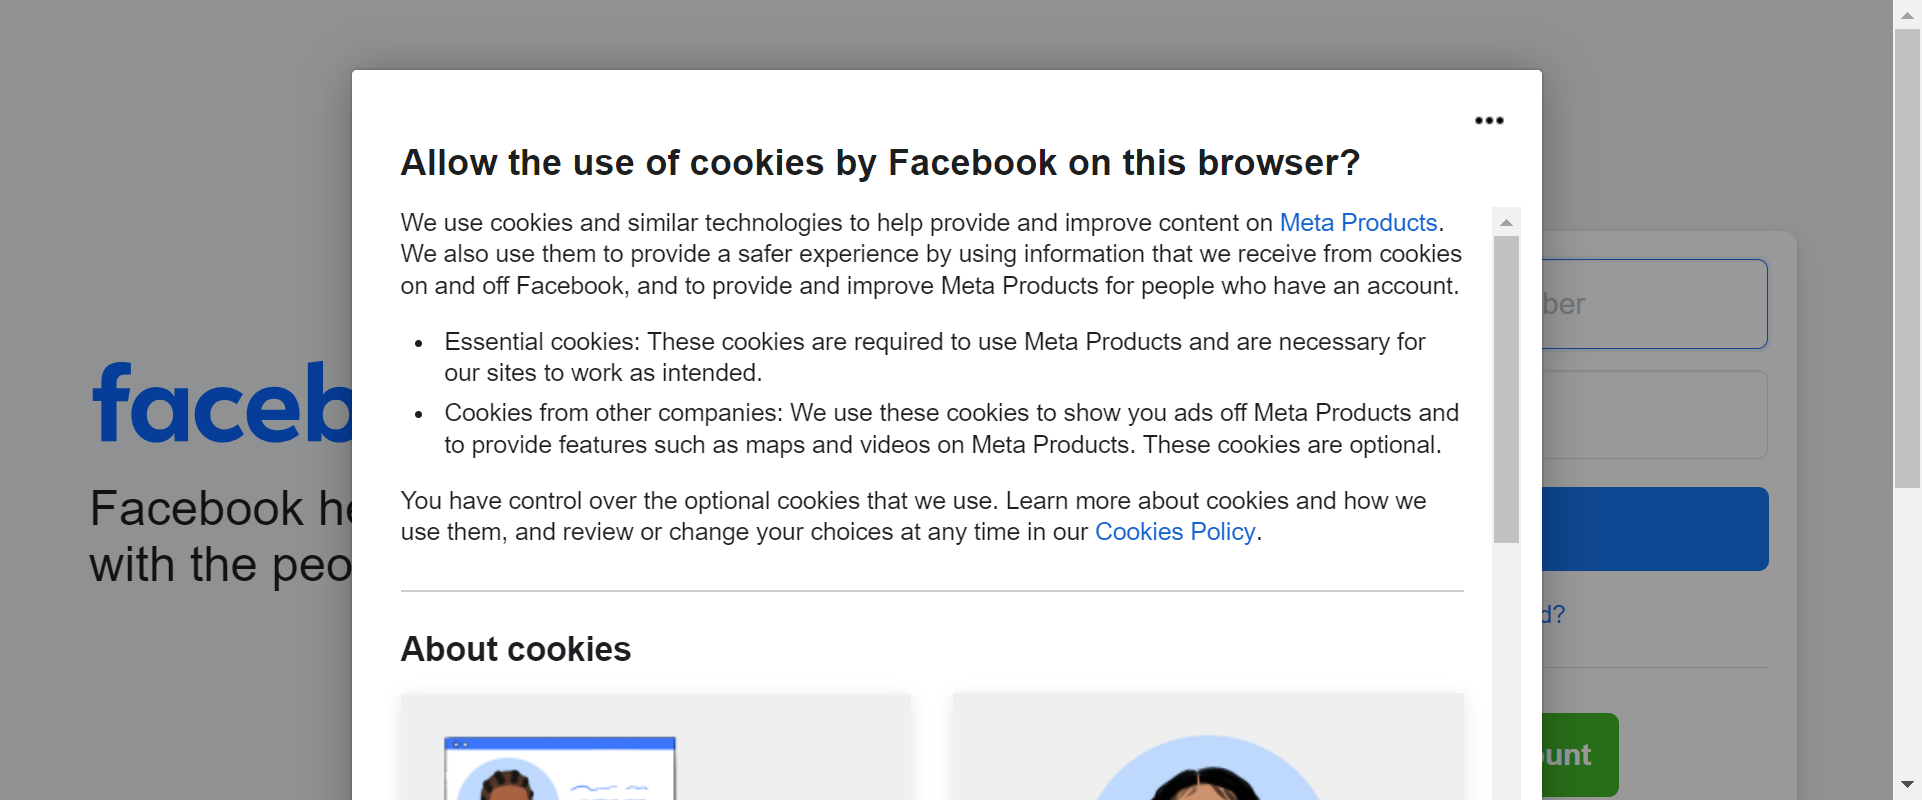 Allow the use of cookies by Facebook on this browser?
We use cookies and similar technologies to help provide and improve content on Meta Products.
We also use them to provide a safer experience by using information that we receive from cookies
on and off Facebook, and to provide and improve Meta Products for people who have an account.
• Essential cookies: These cookies are required to use Meta Products and are necessary for
our sites to work as intended.
• Cookies from other companies: We use these cookies to show you ads off Meta Products and
to provide features such as maps and videos on Meta Products. These cookies are optional.
You have control over the optional cookies that we use. Learn more about cookies and how we
use them, and review or change your choices at any time in our Cookies Policy.
About cookies
faceb
Facebook he
with the peo
ber
d?
unt